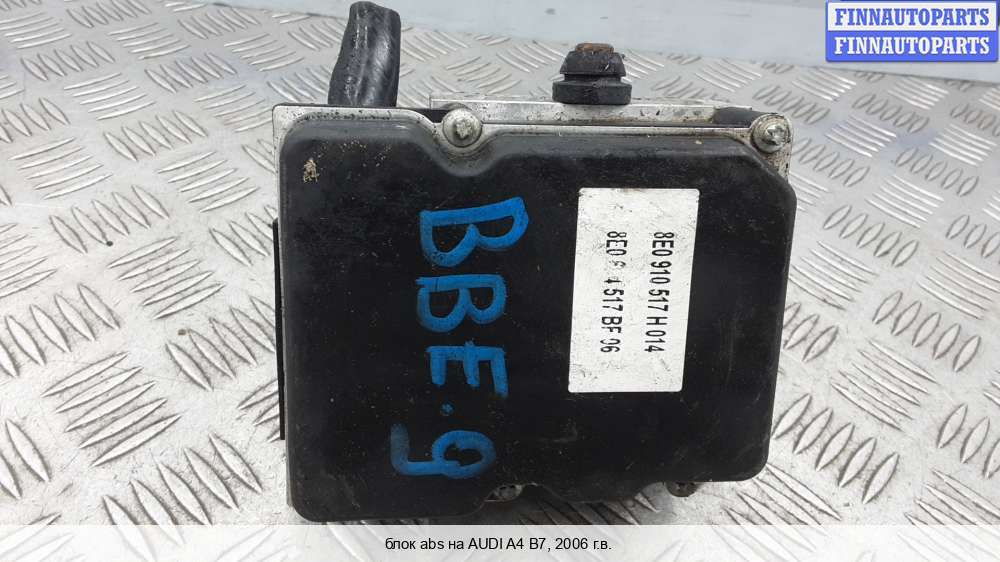 FINNAUTOPARTS
FINNAUTOPARTS
BBE.9
8E0 910 517 H 014
8E0 517 BF 06
блок abs на AUDI A4 B7, 2006 г.в.